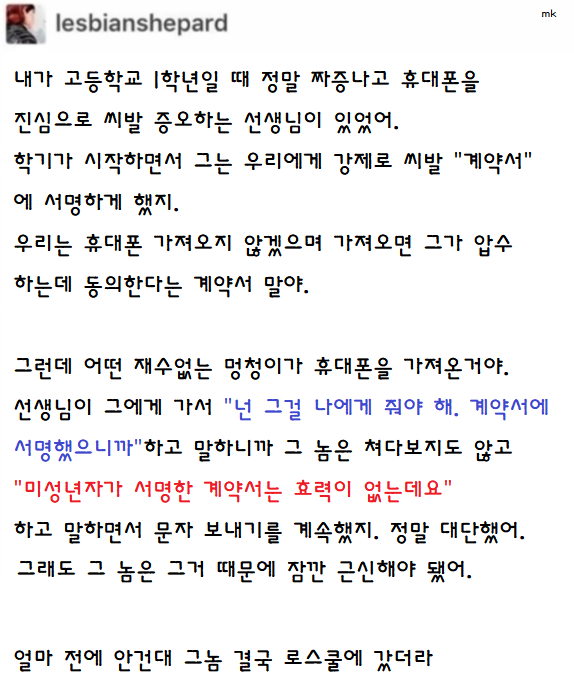 lesbianshepard
mk
내가 고등학교 1학년일 때 정말 짜증나고 휴대폰을
진심으로 씨발 증오하는 선생님이 있었어.
학기가 시작하면서 그는 우리에게 강제로 씨발 "계약서"
에 서명하게 했지.
우리는 휴대폰 가져오지 않겠으며 가져오면 그가 압수
하는데 동의한다는 계약서 말야.
그런데 어떤 재수없는 멍청이가 휴대폰을 가져온거야.
선생님이 그에게 가서 "넌 그걸 나에게 줘야 해. 계약서에
서명했으니까"하고 말하니까 그 놈은 쳐다보지도 않고
"미성년자가 서명한 계약서는 효력이 없는데요"
하고 말하면서 문자 보내기를 계속했지. 정말 대단했어.
그래도 그 놈은 그거 때문에 잠깐 근신해야 됐어.
얼마 전에 안건대 그놈 결국 로스쿨에 갔더라